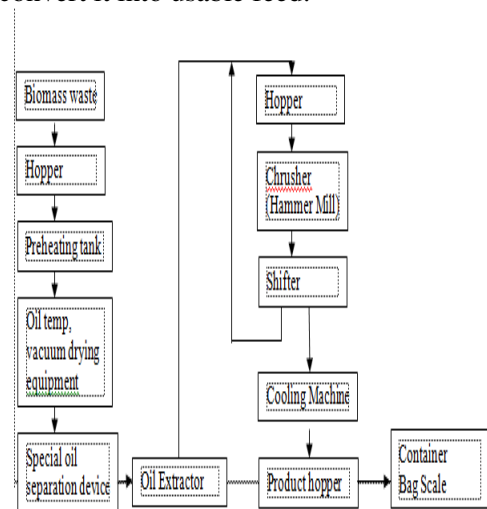 convert it into usable feed.
Biomass waste
Hopper
Preheating tank
Oil temp,
vacuum drying
equipment
Special oil
separation device
Oil Extractor
Hopper
Chrusher
(Hammer Mill)
Shifter
Cooling Machine
Product hopper
Container
Bag Scale